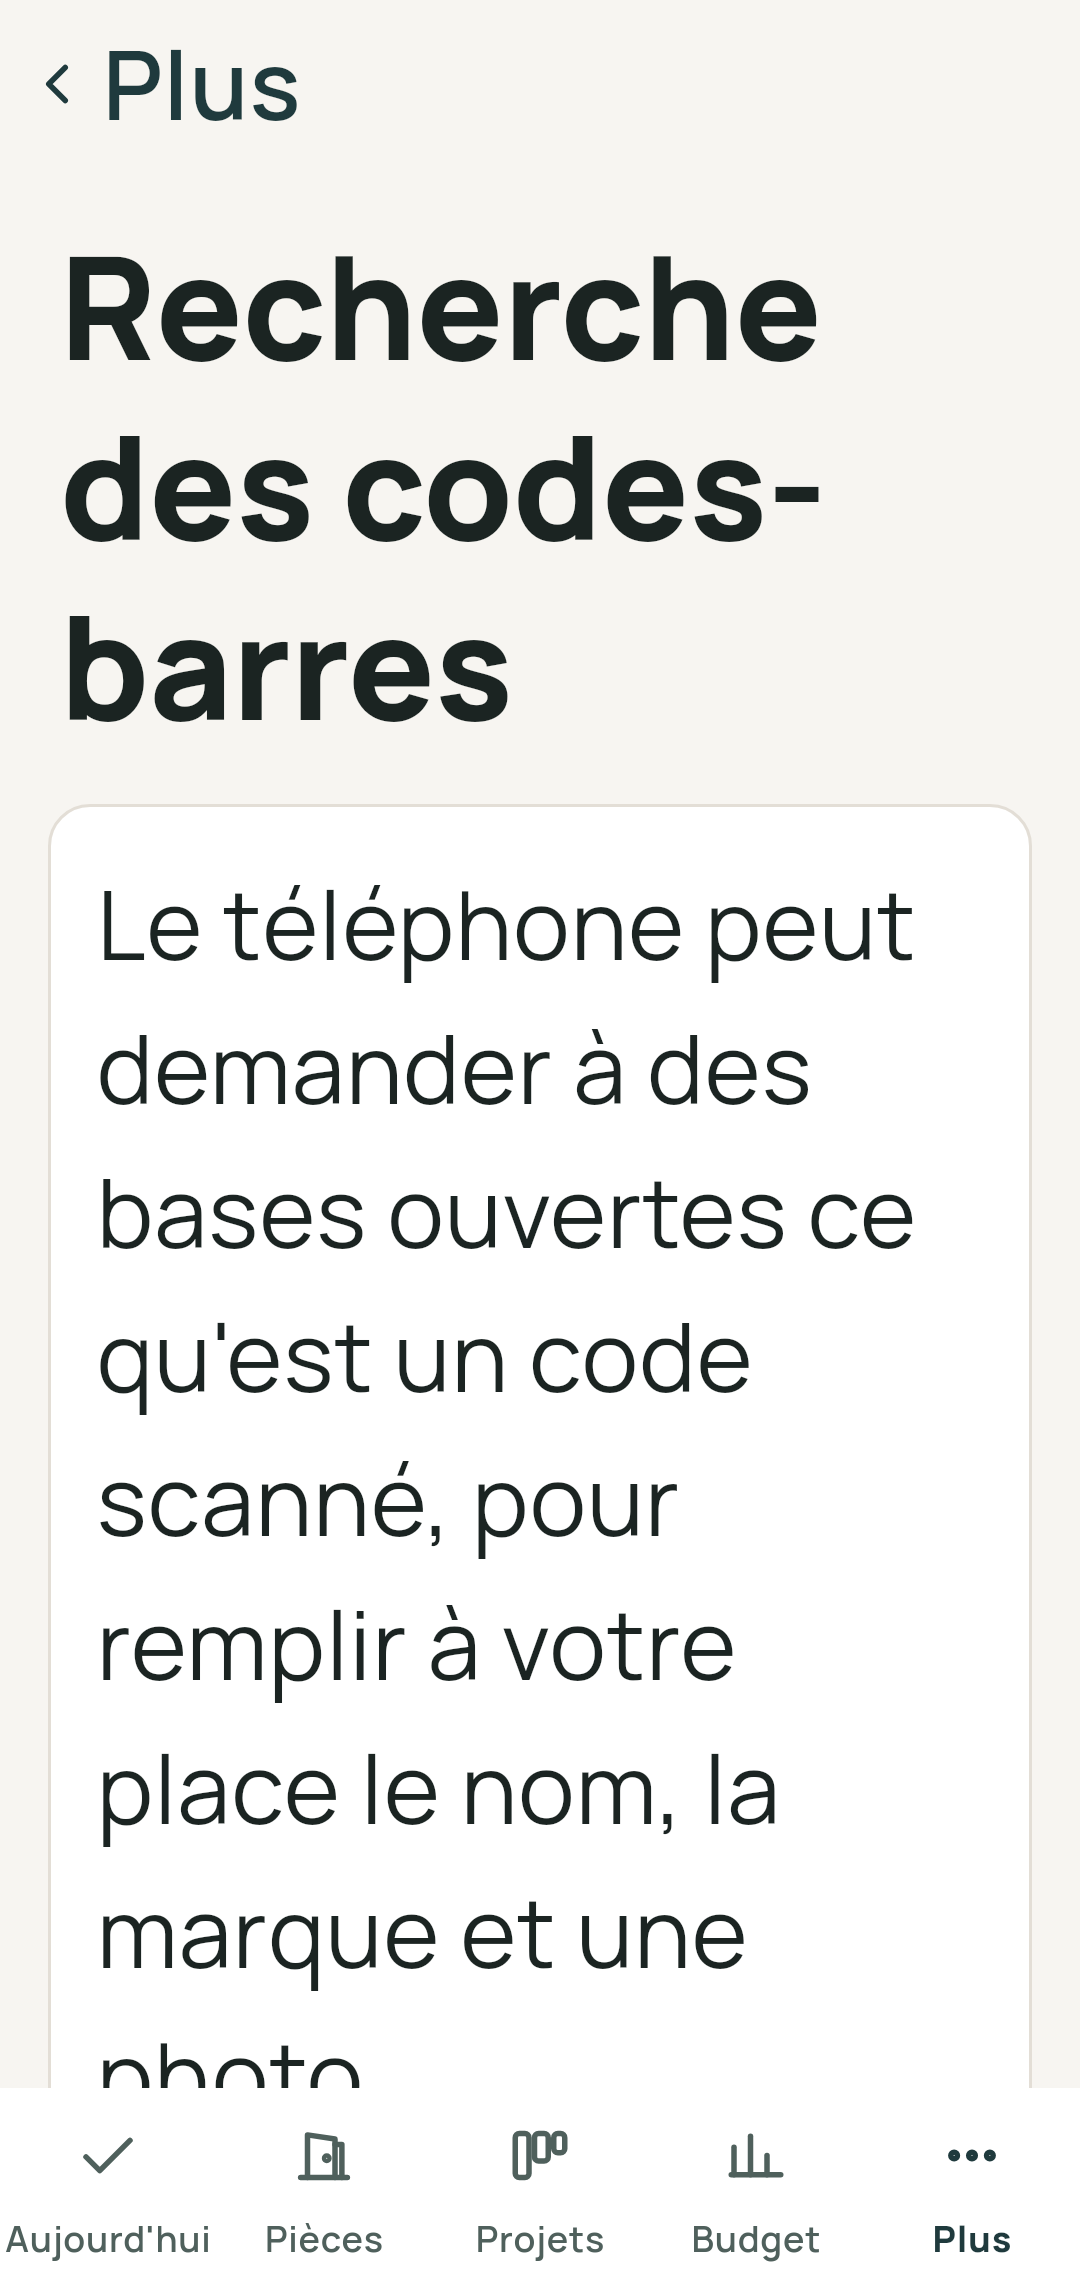 Plus
Recherche
des codes-
barres
Le téléphone peut
demander à des
bases ouvertes ce
qu'est un code
scanné, pour
remplir à votre
place le nom, la
marque et une
photo
Aujourd'hui
Pièces
Projets
Budget
Plus